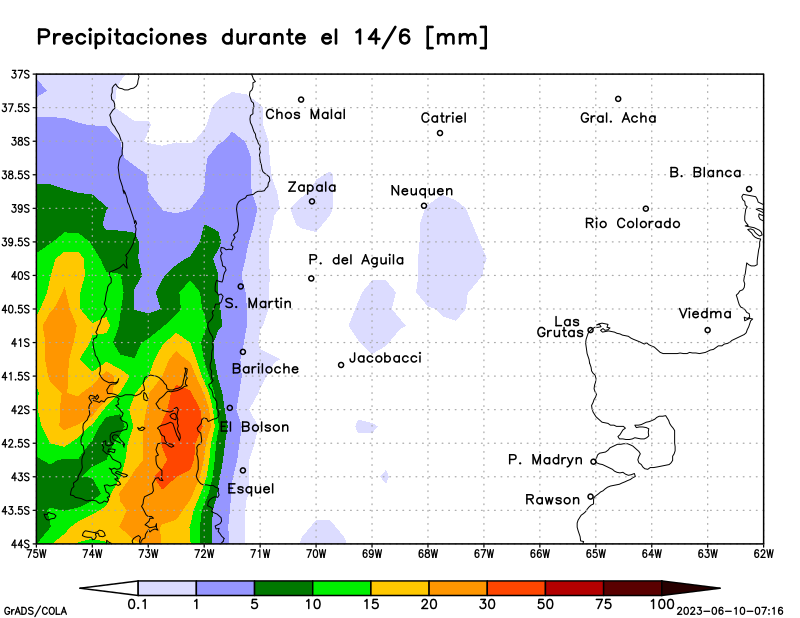 Precipitaciones durante el 14/6 [mm]
37S
37.5S
38S
38.5S
39S
39.5S
40S
40.5S
41S
41.5S
42S
42.5S
43S
43.5S
44S
Chos Malal
Catriel
Gral. Acha
B. Blanca
Zapala
Neuquen
Rio Colorado
P. del Aguila
S. Martin
Viedma
Las
Grutas
Jacobacci
Bariloche
El Bolson
P. Madryn
Esquel
Rawson
75W 74W 73W 72W 71W 70W 69W 68W 67W 66W 65W 64W 63W 62W
0.1 1 5 10 15 20 30 50 75 100
GrADS/COLA
2023-06-10-07:16